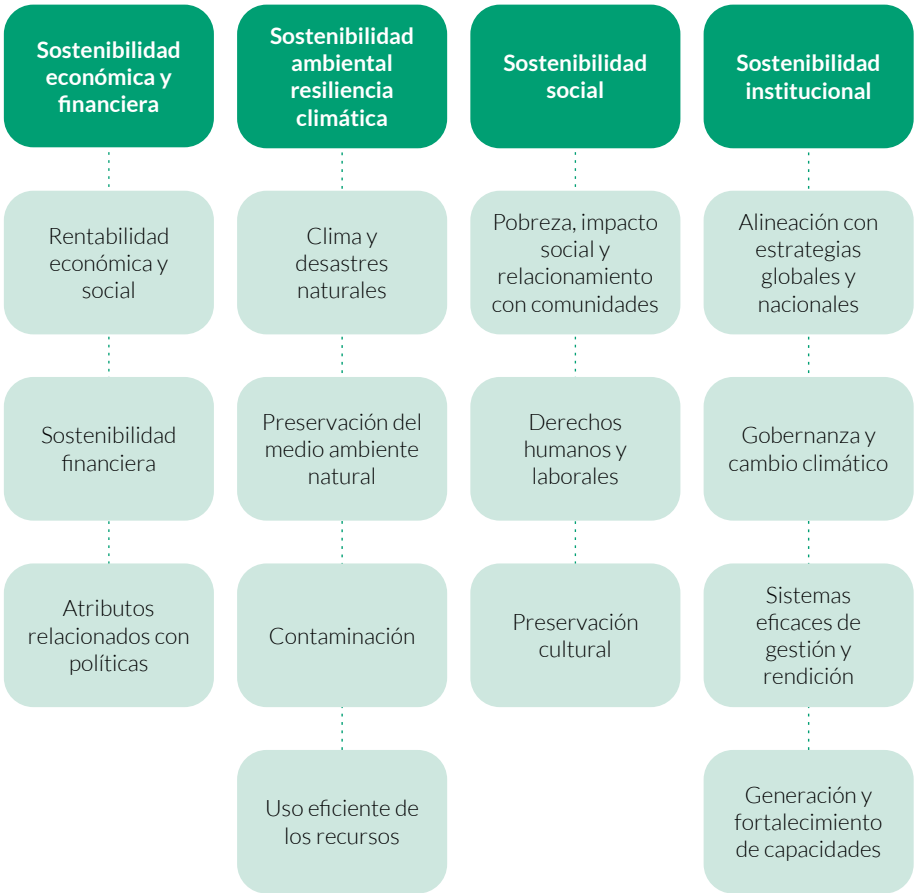 Sostenibilidad
económica y
financiera
Rentabilidad
económica y
social
Sostenibilidad
financiera
Atributos
relacionados con
políticas
Sostenibilidad
ambiental
resiliencia
climática
Clima y
desastres
naturales
Preservación del
medio ambiente
natural
Contaminación
Uso eficiente de
los recursos
Sostenibilidad
social
Pobreza, impacto
social y
relacionamiento
con comunidades
Derechos
humanos y
laborales
Preservación
cultural
Sostenibilidad
institucional
Alineación con
estrategias
globales y
nacionales
Gobernanza y
cambio climático
Sistemas
eficaces de
gestión y
rendición
Generación y
fortalecimiento
de capacidades